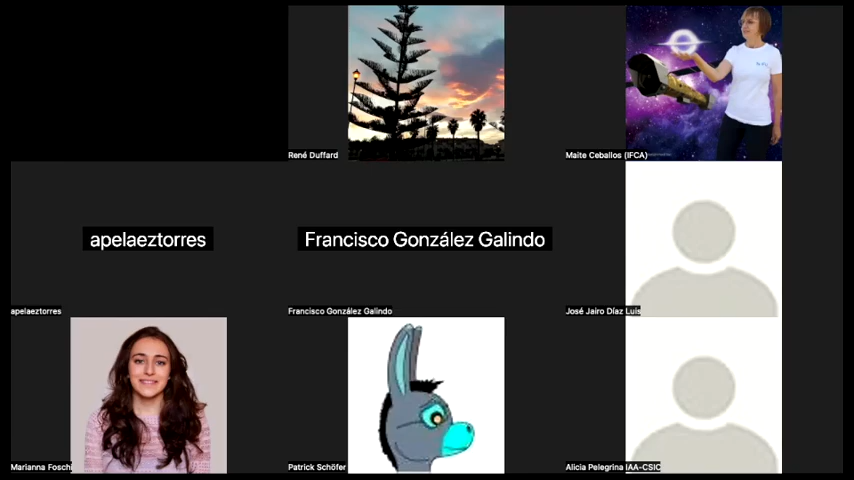 René Duffard
Maite Ceballos (IFCA)
apelaeztorres
Francisco González Galindo
apelaeztorres
Francisco González Galindo
José Jairo Díaz Luis
Marianna Foschi
Patrick Schöfer
Alicia Pelegrina IAA-CSIC